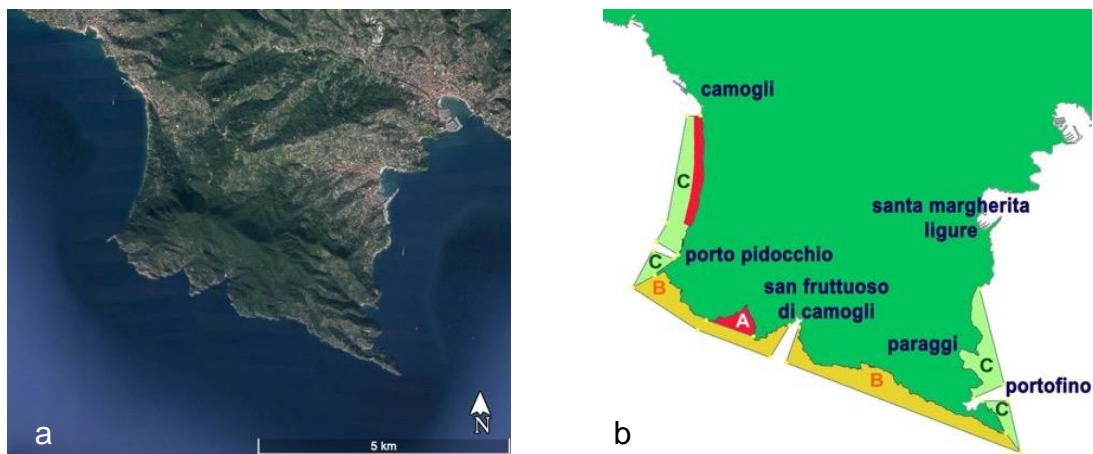 N
5 km
a
camogli
C
santa margherita
ligure
porto pidocchio
C
B
san fruttuoso
di camogli
A
paraggi
C
B
portofino
C
b